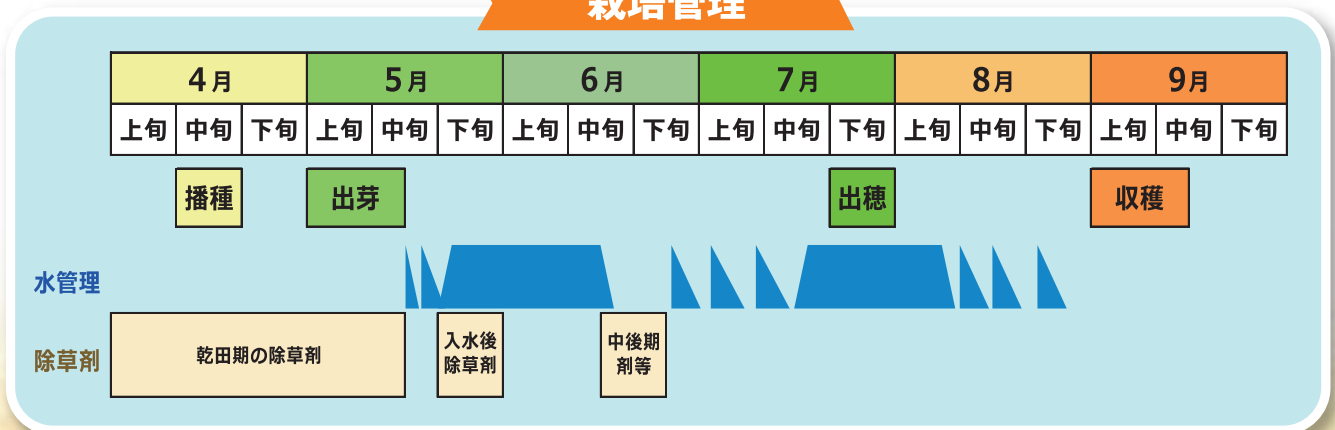 栽培管理
4月 5月 6月 7月 8月 9月
上旬 中旬 下旬 上旬 中旬 下旬 上旬 中旬 下旬 上旬 中旬 下旬 上旬 中旬 下旬 上旬 中旬 下旬
播種 出芽 出穂 収穫
水管理
除草剤
乾田期の除草剤
入水後
除草剤
中後期
剤等